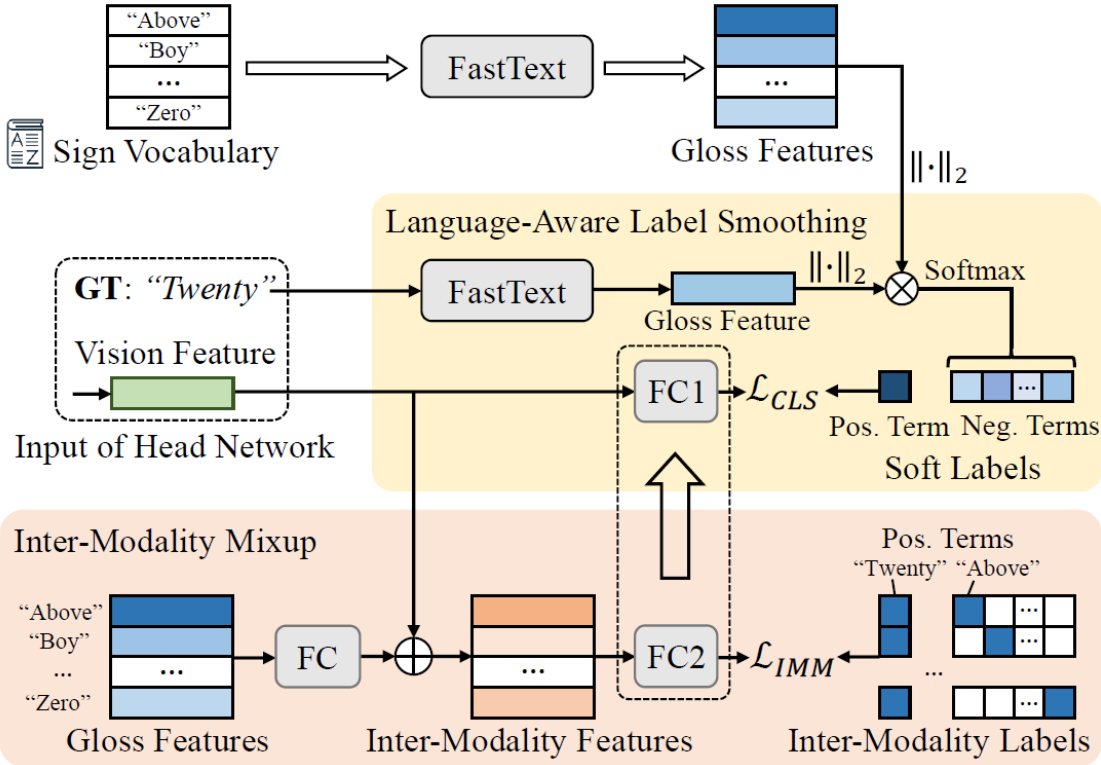 “Above”
“Boy”
...
“Zero”
A
Z
Sign Vocabulary
FastText
...
Gloss Features
||·||₂
Language-Aware Label Smoothing
GT: “Twenty”
FastText
Gloss Feature
||·||₂
Softmax
Vision Feature
Input of Head Network
FC1
ℒ_CLS
Pos. Term
...
Neg. Terms
Soft Labels
Inter-Modality Mixup
“Above”
“Boy”
...
“Zero”
...
Gloss Features
FC
...
Inter-Modality Features
FC2
ℒ_IMM
Pos. Terms
“Twenty” “Above”
...
...
...
...
Inter-Modality Labels